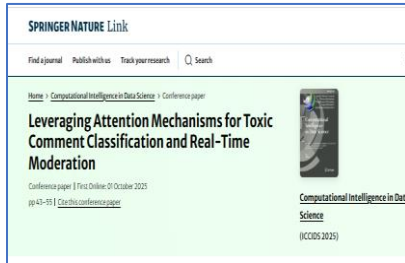 SPRINGER NATURE Link
Find a journal Publish with us Track your research Search
Home > Computational Intelligence in Data Science > Conference paper
Leveraging Attention Mechanisms for Toxic
Comment Classification and Real-Time
Moderation
Conference paper | First Online: 01 October 2025
pp 43–55 | Cite this conference paper
Computational Intelligence in Dat
Science
(ICCIDS 2025)